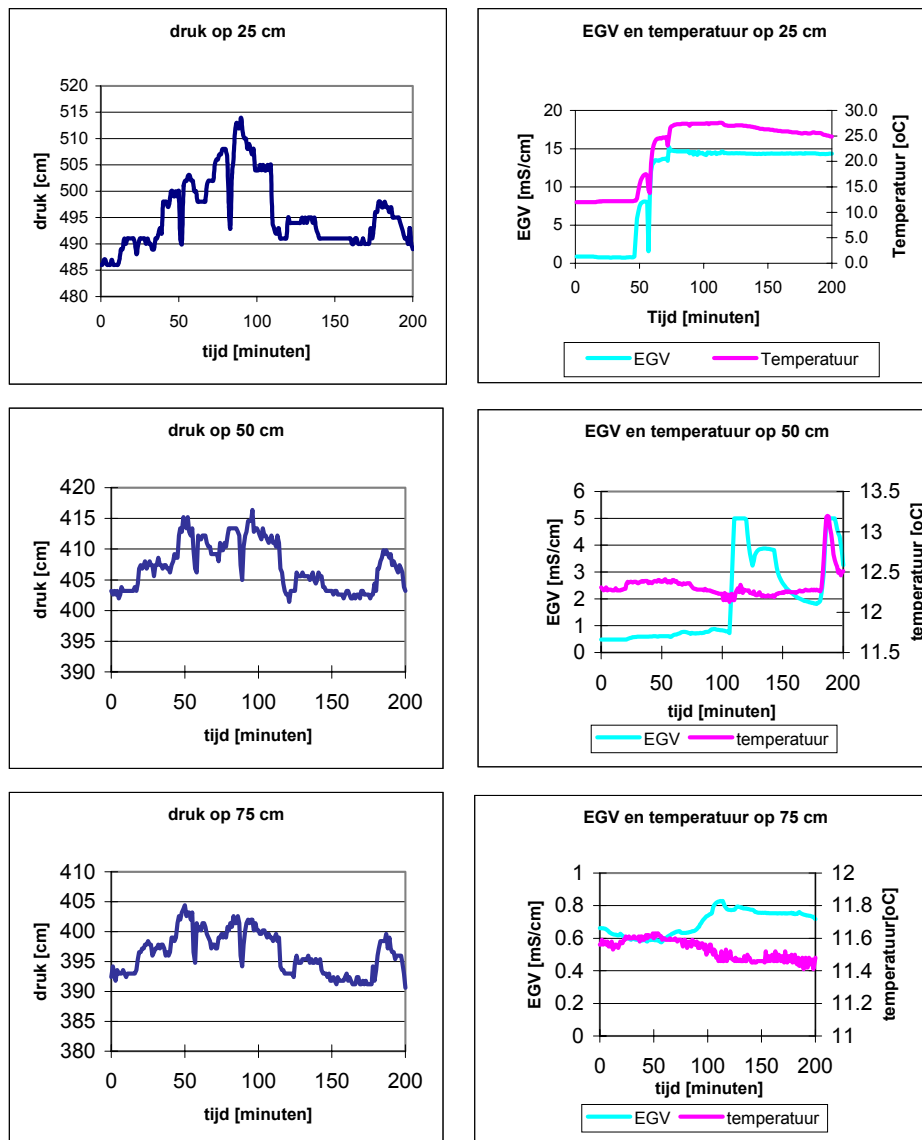 druk op 25 cm
druk [cm]
520
515
510
505
500
495
490
485
480
0 50 100 150 200
tijd [minuten]
EGV en temperatuur op 25 cm
EGV [mS/cm]
20
15
10
5
0
30.0
25.0
20.0
15.0
10.0
5.0
0.0
Temperatuur [oC]
0 50 100 150 200
Tijd [minuten]
EGV Temperatuur
druk op 50 cm
druk [cm]
420
415
410
405
400
395
390
0 50 100 150 200
tijd [minuten]
EGV en temperatuur op 50 cm
EGV [mS/cm]
6
5
4
3
2
1
0
13.5
13
12.5
12
11.5
temperatuur [oC]
0 50 100 150 200
tijd [minuten]
EGV temperatuur
druk op 75 cm
druk [cm]
410
405
400
395
390
385
380
0 50 100 150 200
tijd [minuten]
EGV en temperatuur op 75 cm
EGV [mS/cm]
1
0.8
0.6
0.4
0.2
0
12
11.8
11.6
11.4
11.2
11
temperatuur[oC]
0 50 100 150 200
tijd [minuten]
EGV temperatuur